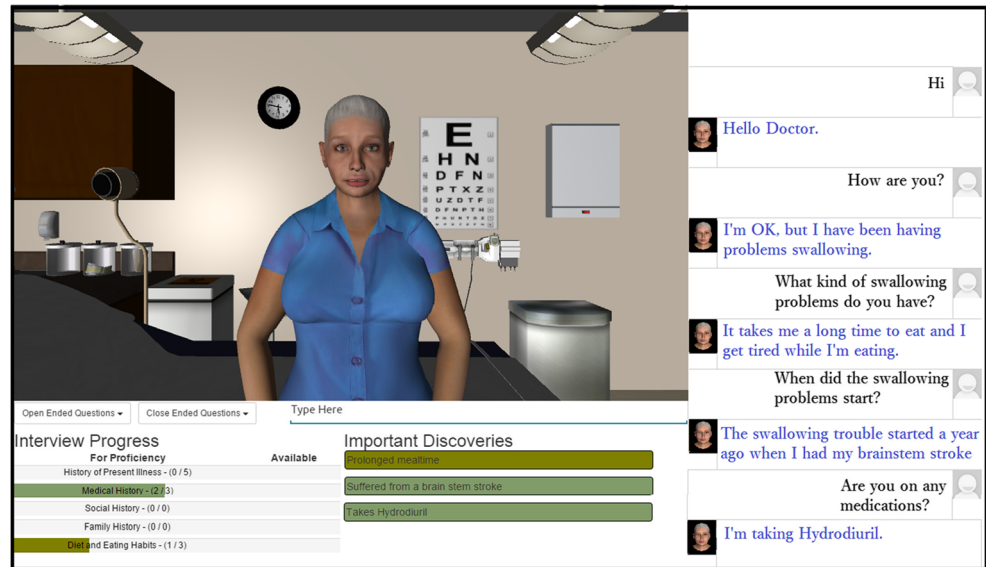 E
H N
D F N
P T X Z
U Z D T F
D F N P T H
Hi
Hello Doctor.
How are you?
I'm OK, but I have been having
problems swallowing.
What kind of swallowing
problems do you have?
It takes me a long time to eat and I
get tired while I'm eating.
When did the swallowing
problems start?
The swallowing trouble started a year
ago when I had my brainstem stroke
Are you on any
medications?
I'm taking Hydrodiuril.
Open Ended Questions
Close Ended Questions
Type Here
Interview Progress
For Proficiency Available
History of Present Illness - (0 / 5)
Medical History - (2 / 3)
Social History - (0 / 0)
Family History - (0 / 0)
Diet and Eating Habits - (1 / 3)
Important Discoveries
Prolonged mealtime
Suffered from a brain stem stroke
Takes Hydrodiuril